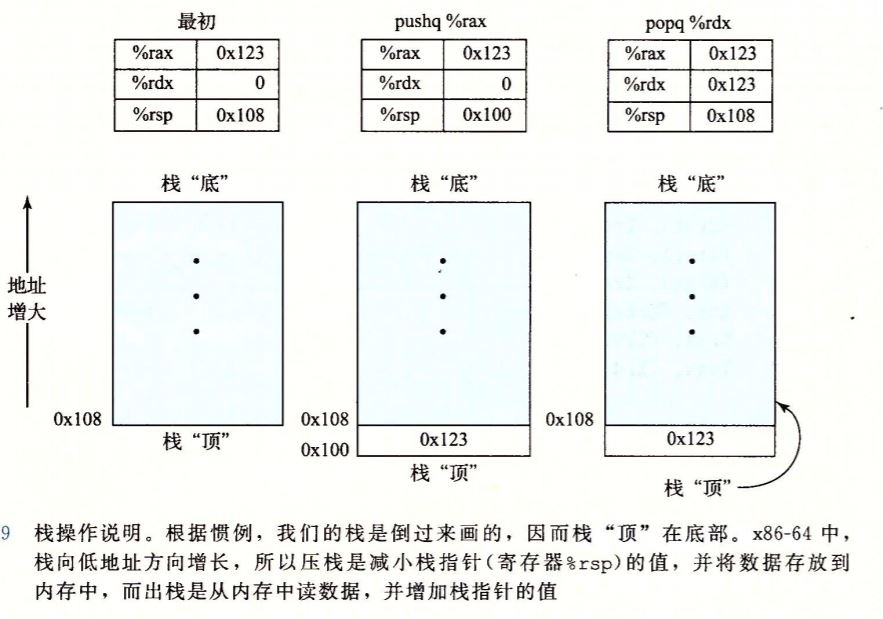 最初
%rax 0x123
%rdx 0
%rsp 0x108
pushq %rax
%rax 0x123
%rdx 0
%rsp 0x100
popq %rdx
%rax 0x123
%rdx 0x123
%rsp 0x108
地址
增大
栈“底”
0x108
栈“顶”
栈“底”
0x108
0x100
0x123
栈“顶”
栈“底”
0x108
0x123
栈“顶”
9 栈操作说明。根据惯例，我们的栈是倒过来画的，因而栈“顶”在底部。x86-64 中，
栈向低地址方向增长，所以压栈是减小栈指针(寄存器%rsp)的值，并将数据存放到
内存中，而出栈是从内存中读数据，并增加栈指针的值